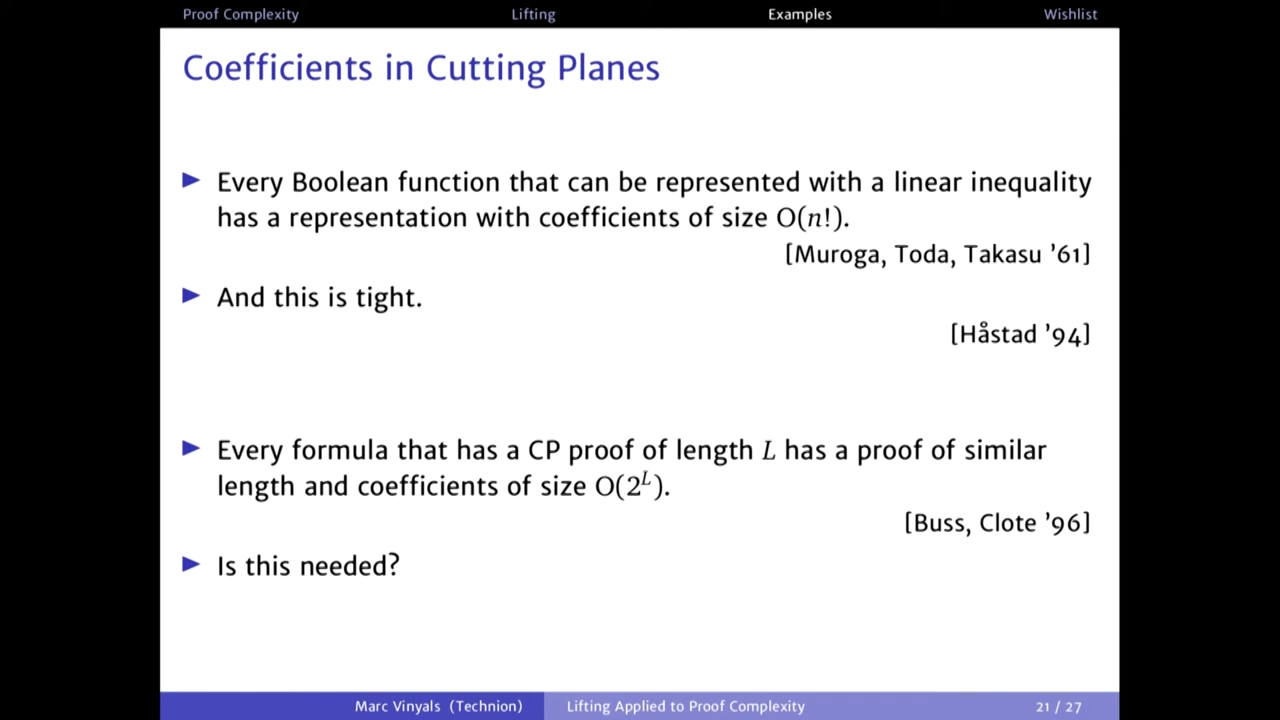 Proof Complexity Lifting Examples Wishlist
Coefficients in Cutting Planes
▶ Every Boolean function that can be represented with a linear inequality
has a representation with coefficients of size O(n!).
[Muroga, Toda, Takasu '61]
▶ And this is tight.
[Håstad '94]
▶ Every formula that has a CP proof of length L has a proof of similar
length and coefficients of size O(2^L).
[Buss, Clote '96]
▶ Is this needed?
Marc Vinyals (Technion) Lifting Applied to Proof Complexity 21 / 27